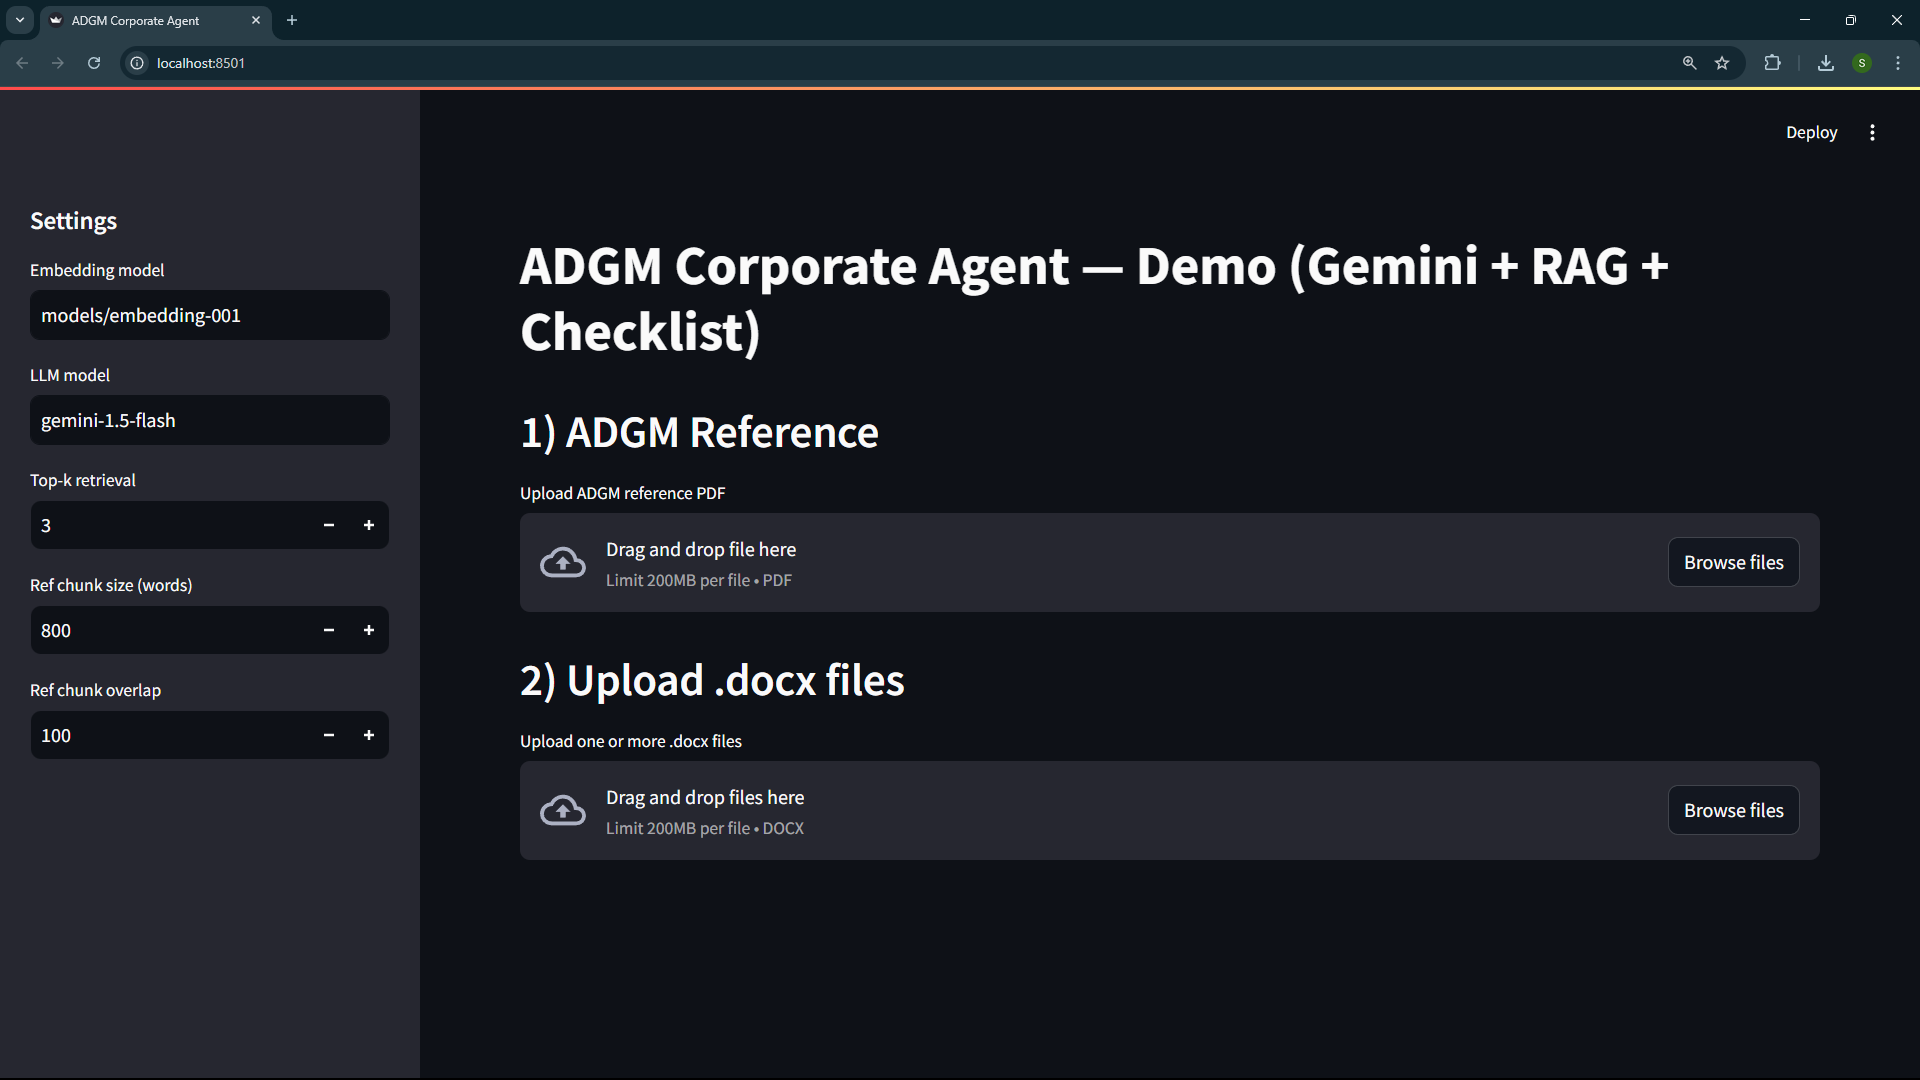 ADGM Corporate Agent
localhost:8501
S
Deploy
Settings
Embedding model
models/embedding-001
LLM model
gemini-1.5-flash
Top-k retrieval
3
Ref chunk size (words)
800
Ref chunk overlap
100
ADGM Corporate Agent — Demo (Gemini + RAG +
Checklist)
1) ADGM Reference
Upload ADGM reference PDF
Drag and drop file here
Limit 200MB per file • PDF
Browse files
2) Upload .docx files
Upload one or more .docx files
Drag and drop files here
Limit 200MB per file • DOCX
Browse files